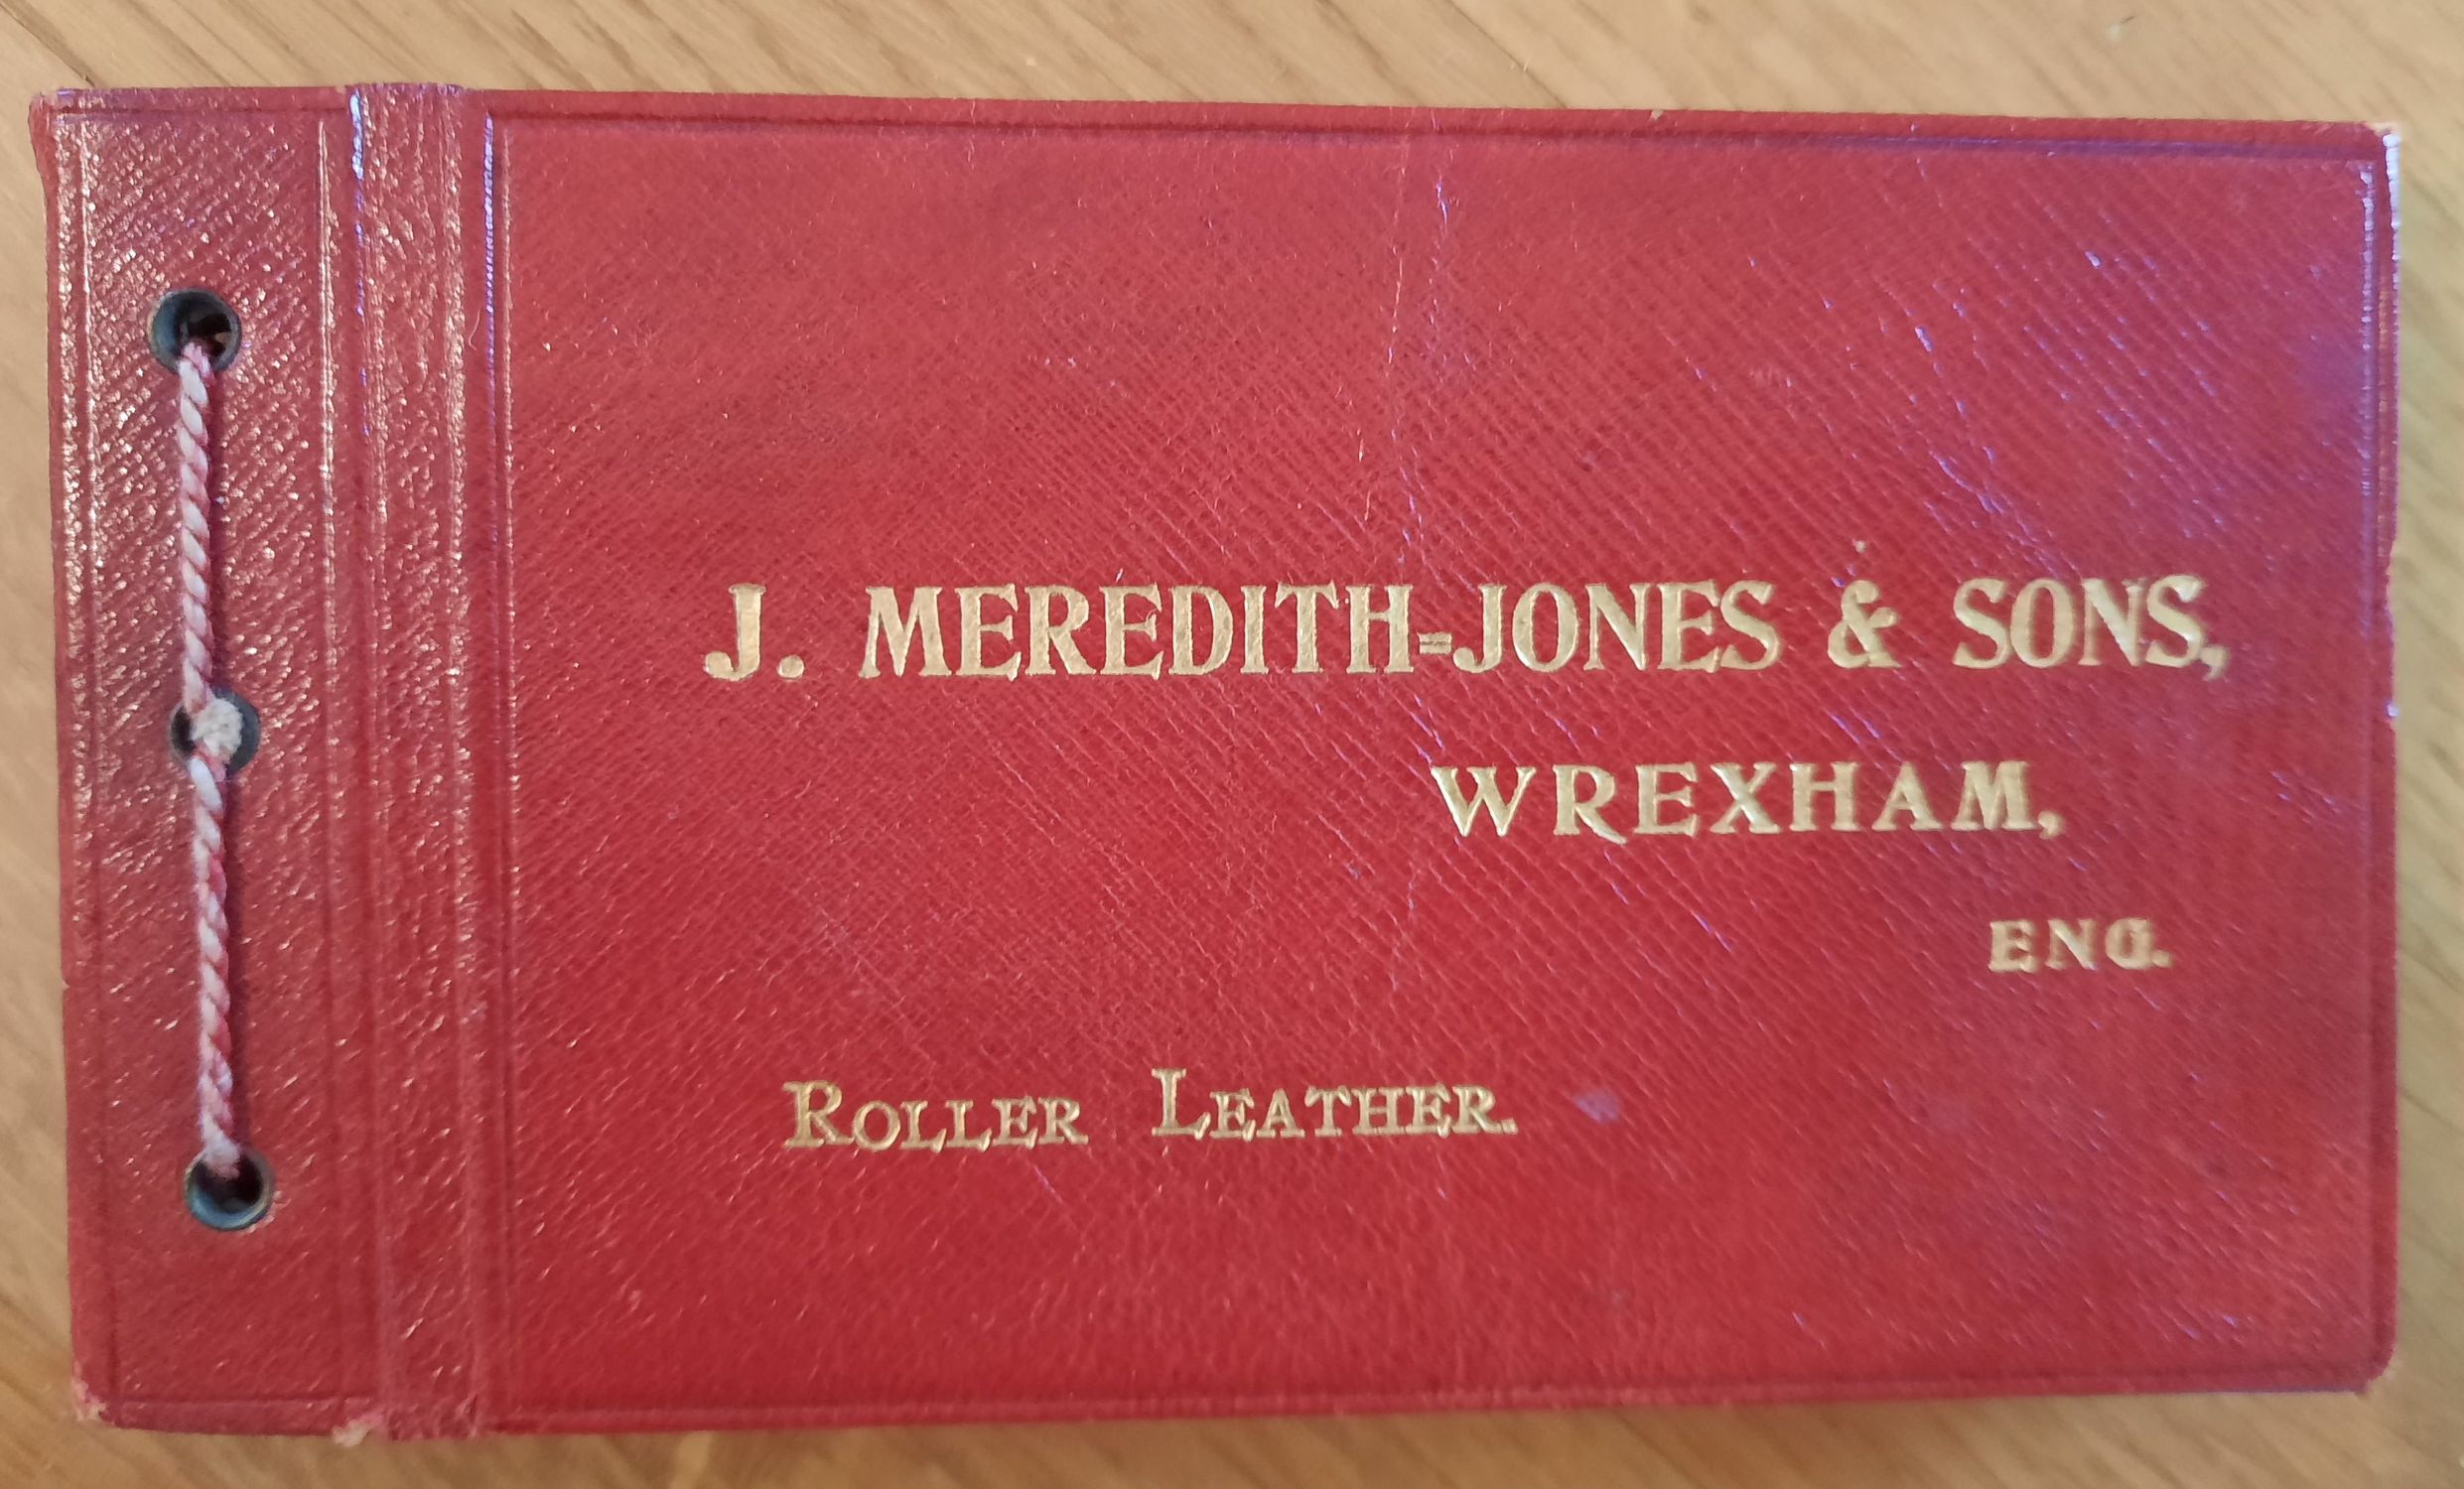 J. MEREDITH=JONES & SONS,
WREXHAM,
ENG.
ROLLER LEATHER.